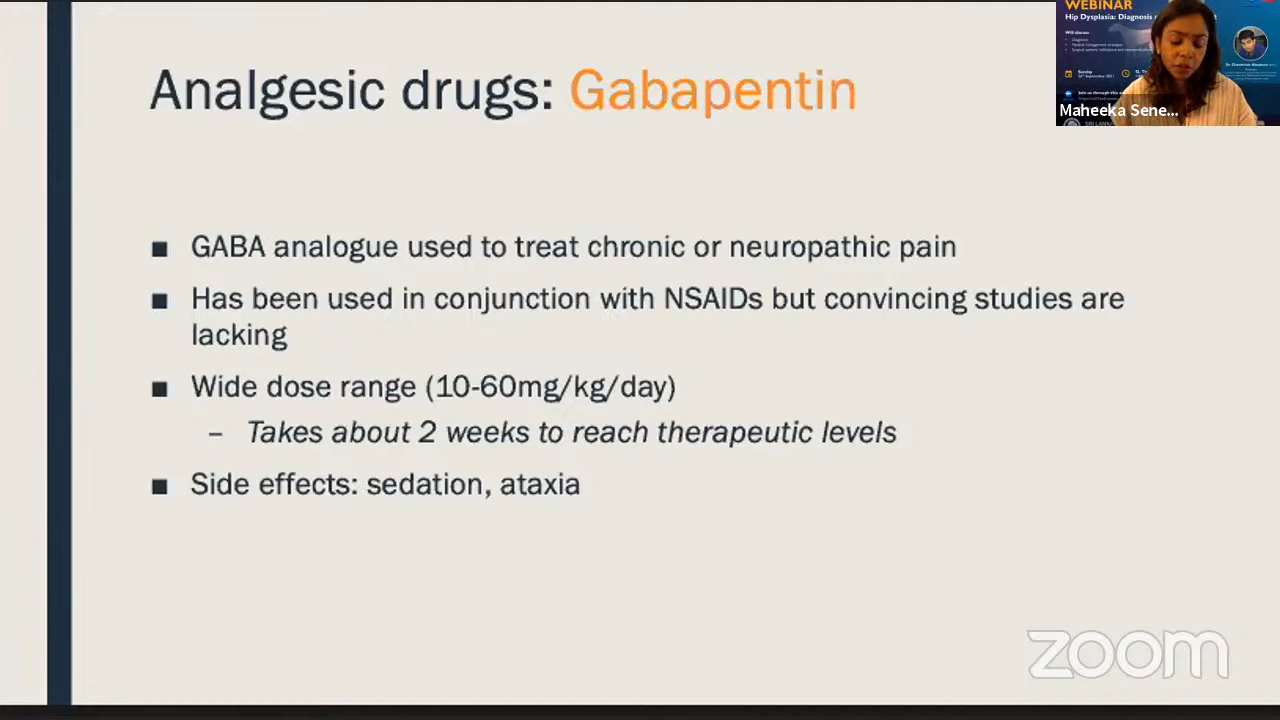 Analgesic drugs: Gabapentin
WEBINAR
Hip Dysplasia: Diagnosis
Will discuss
Maheeka Sene...
■ GABA analogue used to treat chronic or neuropathic pain
■ Has been used in conjunction with NSAIDs but convincing studies are
lacking
■ Wide dose range (10-60mg/kg/day)
– Takes about 2 weeks to reach therapeutic levels
■ Side effects: sedation, ataxia
zoom